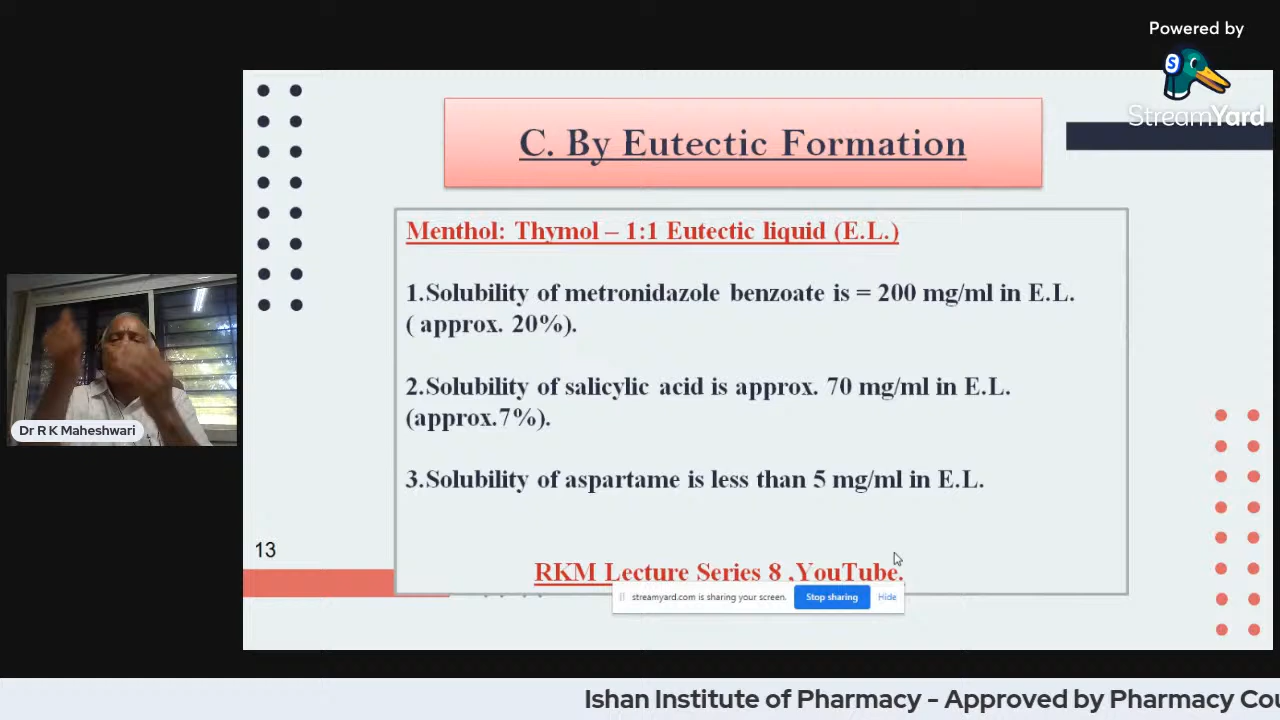 Powered by
S
StreamYard
C. By Eutectic Formation
Menthol: Thymol – 1:1 Eutectic liquid (E.L.)
1.Solubility of metronidazole benzoate is = 200 mg/ml in E.L.
( approx. 20%).
2.Solubility of salicylic acid is approx. 70 mg/ml in E.L.
(approx.7%).
3.Solubility of aspartame is less than 5 mg/ml in E.L.
Dr R K Maheshwari
13
RKM Lecture Series 8 ,YouTube.
streamyard.com is sharing your screen.
Stop sharing
Hide
Ishan Institute of Pharmacy - Approved by Pharmacy Cou